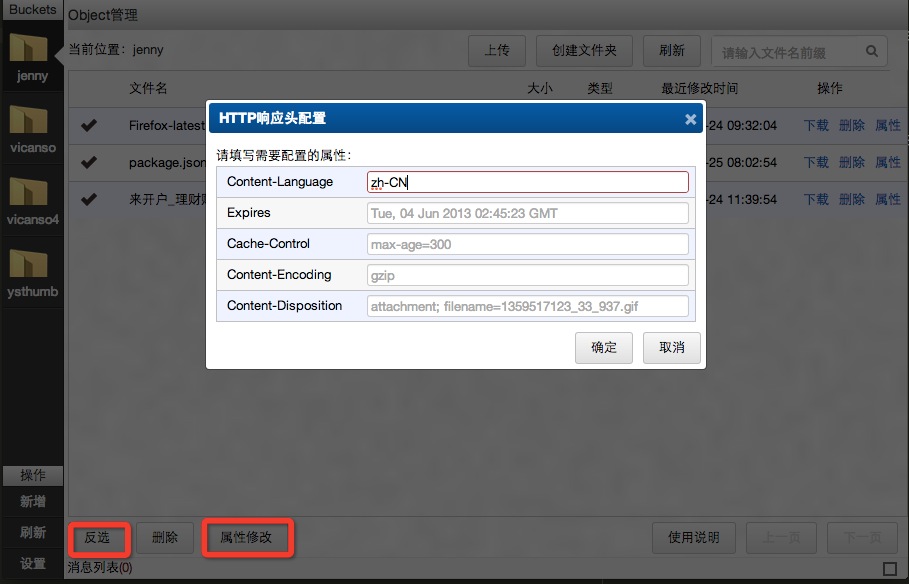 Buckets
Object管理
当前位置: jenny
上传
创建文件夹
刷新
请输入文件名前缀
jenny
vicanso
vicanso4
ysthumb
文件名 大小 类型 最近修改时间 操作
Firefox-latest -24 09:32:04 下载 删除 属性
package.json -25 08:02:54 下载 删除 属性
来开户_理财 -24 11:39:54 下载 删除 属性
HTTP响应头配置
请填写需要配置的属性:
Content-Language zh-CN
Expires Tue, 04 Jun 2013 02:45:23 GMT
Cache-Control max-age=300
Content-Encoding gzip
Content-Disposition attachment; filename=1359517123_33_937.gif
确定 取消
操作
新增
刷新
设置
反选 删除 属性修改 使用说明 上一页 下一页
消息列表(0)